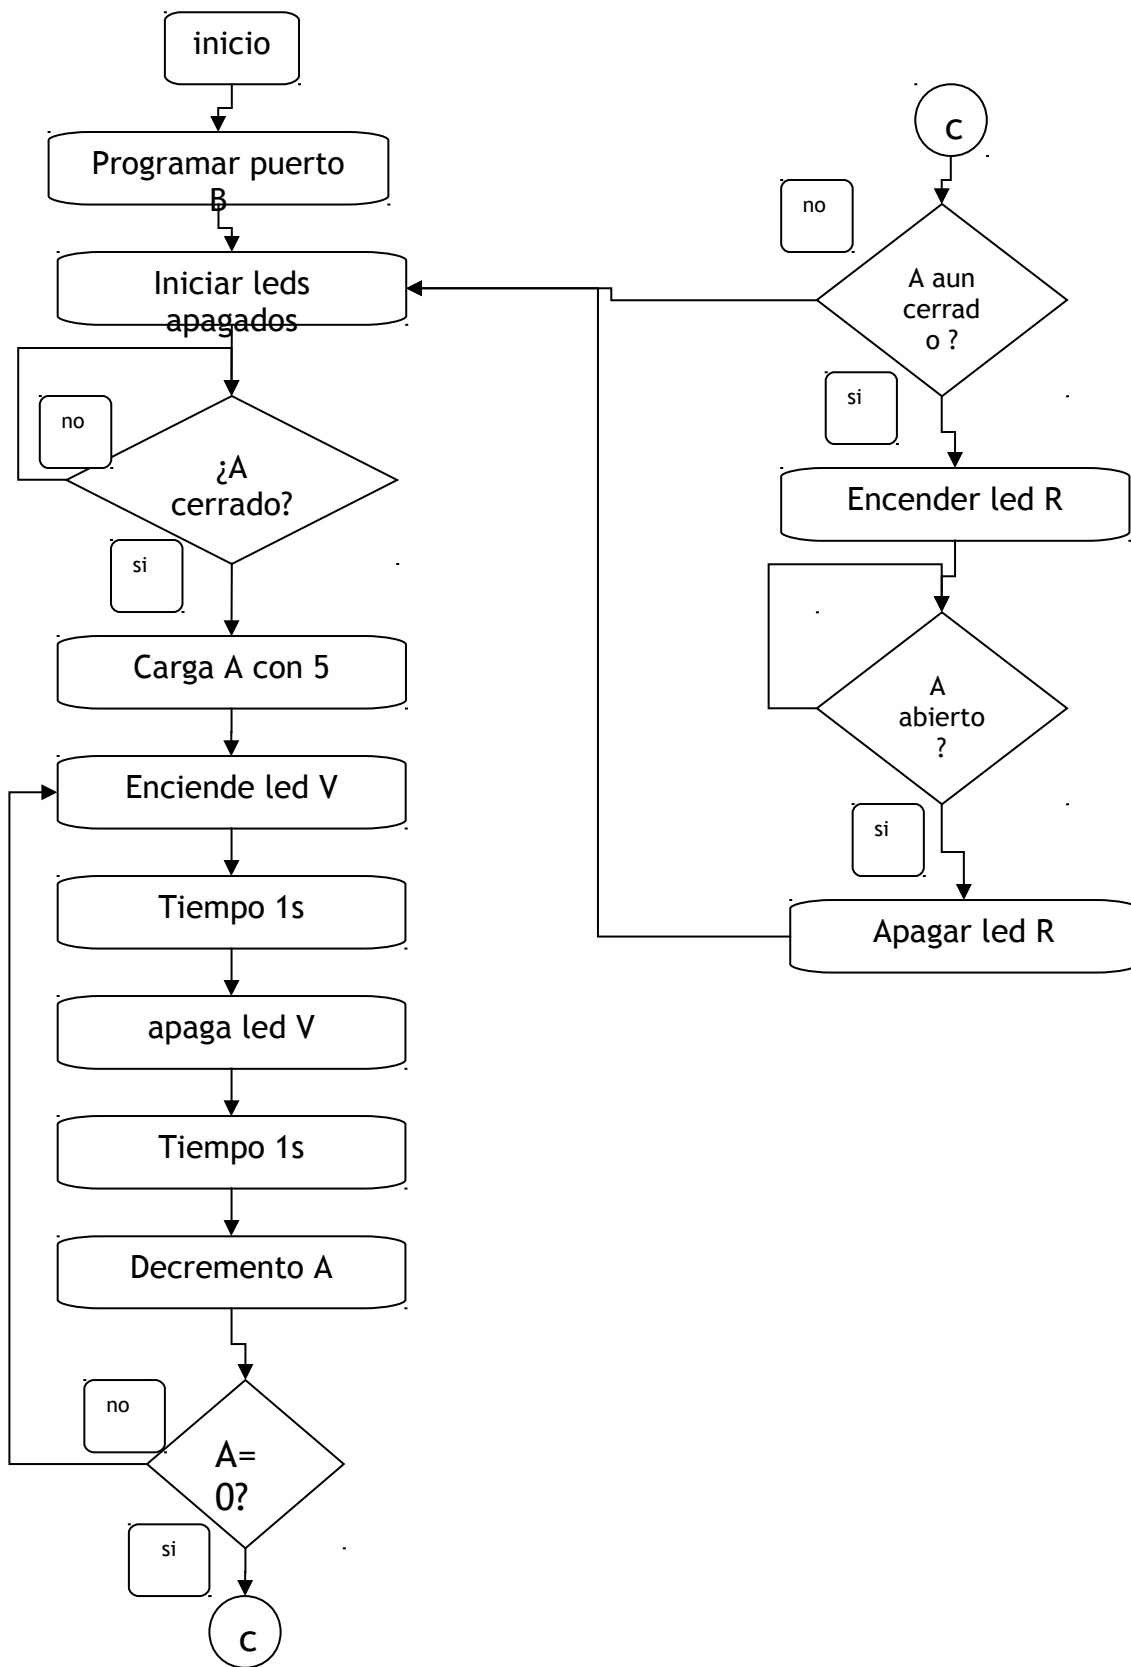 inicio
Programar puerto
B
Iniciar leds
apagados
no
¿A
cerrado?
si
Carga A con 5
Enciende led V
Tiempo 1s
apaga led V
Tiempo 1s
Decremento A
no
A=
0?
si
c
c
no
A aun
cerrad
o ?
si
Encender led R
A
abierto
?
si
Apagar led R